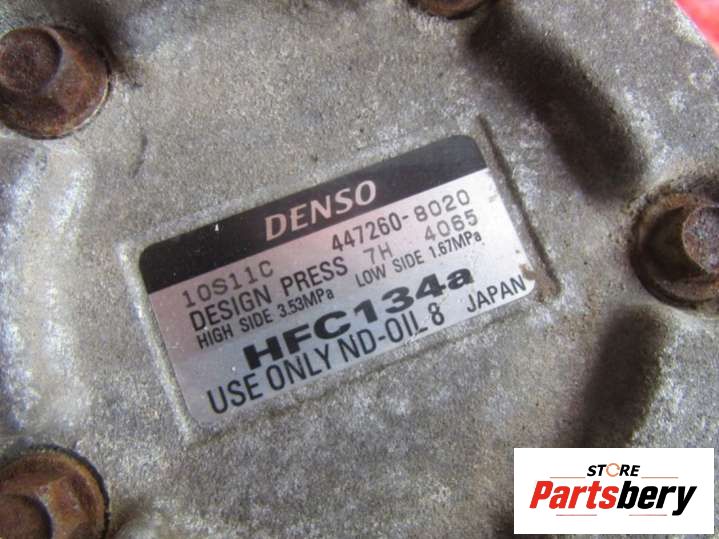 DENSO
10S11C 447260-8020
DESIGN PRESS 7H 4065
HIGH SIDE 3.53MPa LOW SIDE 1.67MPa
HFC134a
USE ONLY ND-OIL 8 JAPAN
STORE
Partsbery